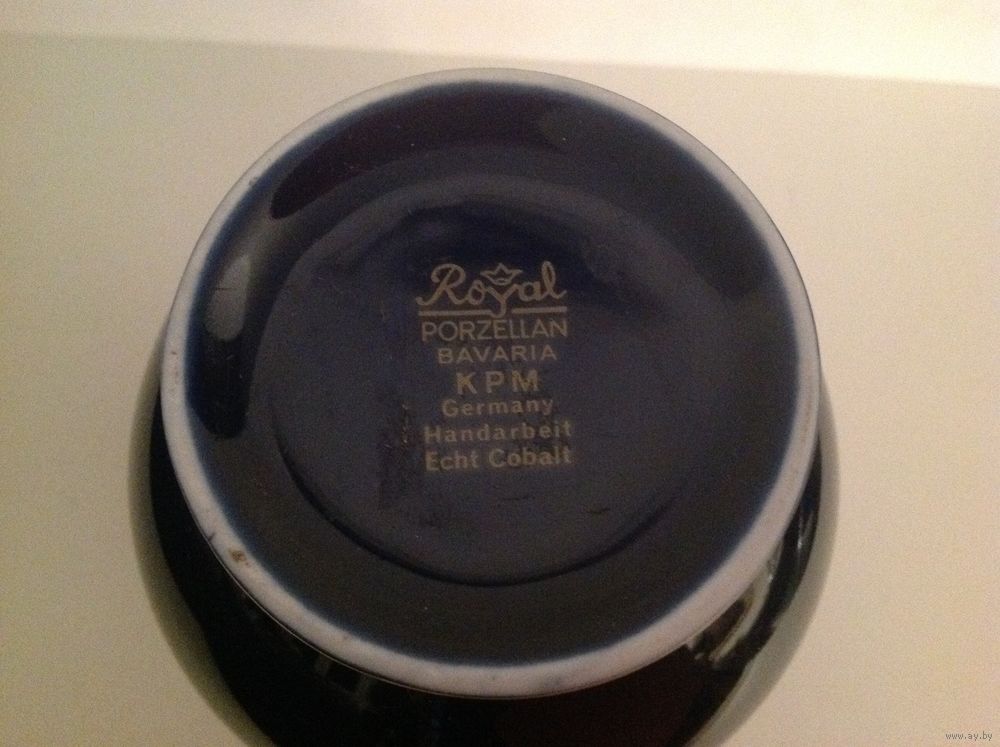 Royal
PORZELLAN
BAVARIA
KPM
Germany
Handarbeit
Echt Cobalt
www.ay.by